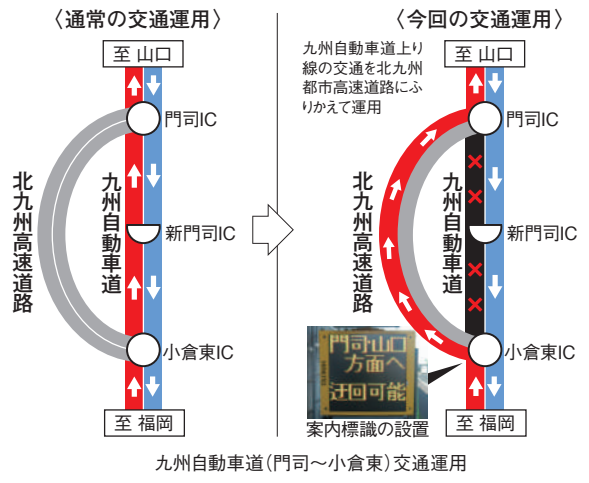 〈通常の交通運用〉
至 山口
門司IC
北九州高速道路
九州自動車道
新門司IC
小倉東IC
至 福岡
〈今回の交通運用〉
九州自動車道上り
線の交通を北九州
都市高速道路にふ
りかえて運用
至 山口
門司IC
北九州高速道路
九州自動車道
新門司IC
小倉東IC
門司山口
方面へ
迂回可能
案内標識の設置
至 福岡
九州自動車道(門司～小倉東)交通運用